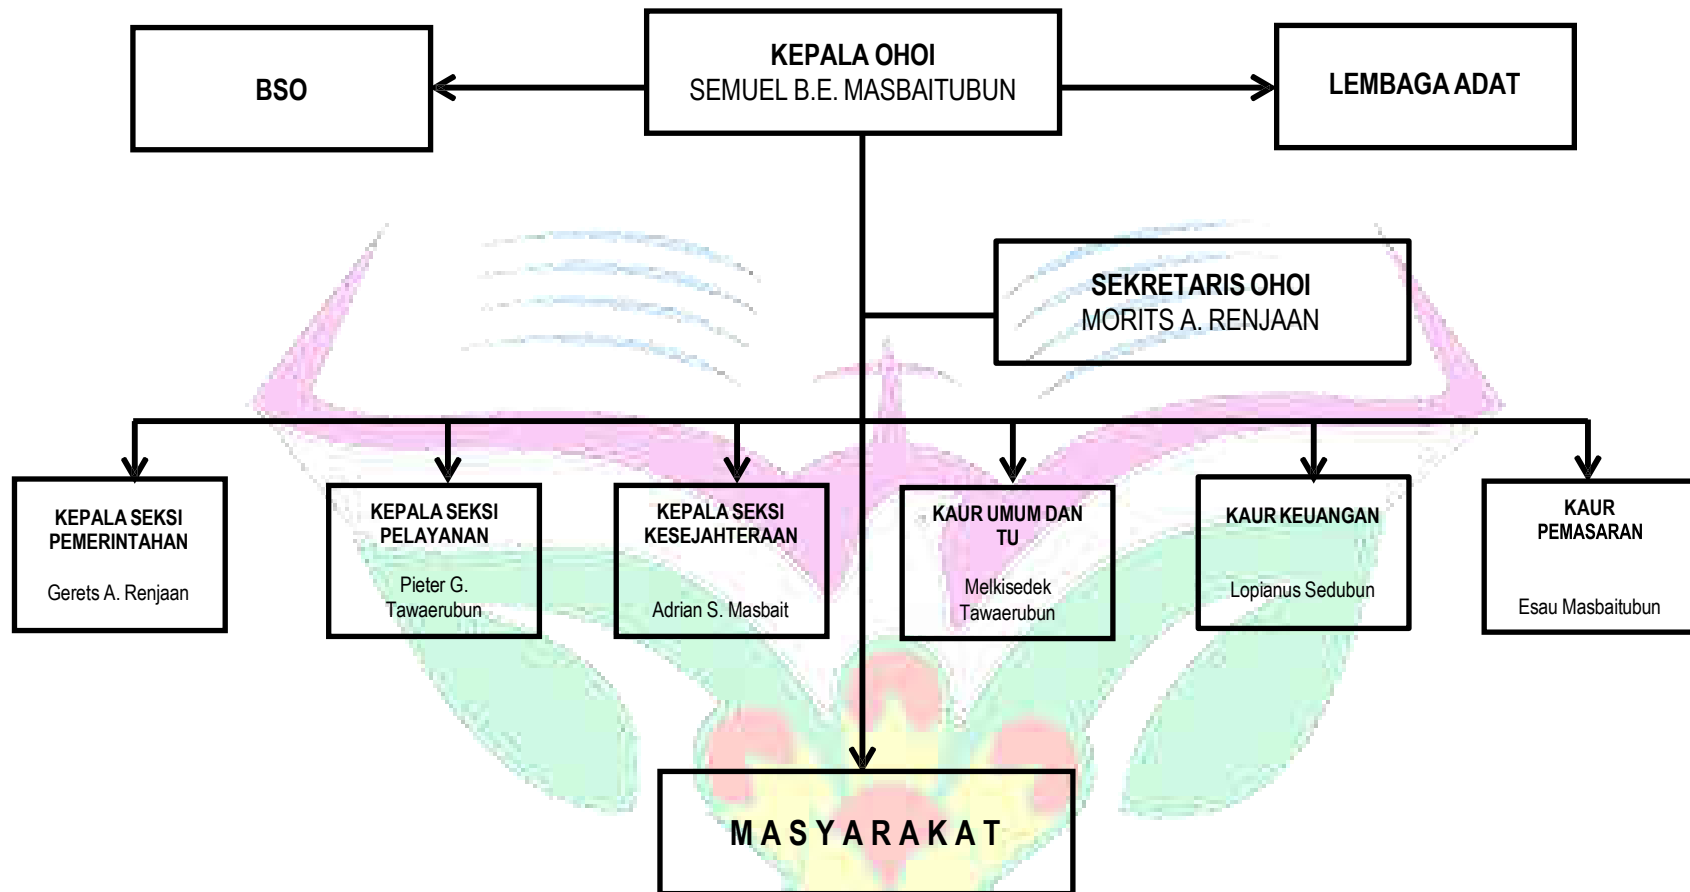 BSO
KEPALA OHOI
SEMUEL B.E. MASBAITUBUN
LEMBAGA ADAT
SEKRETARIS OHOI
MORITS A. RENJAAN
KEPALA SEKSI
PEMERINTAHAN
Gerets A. Renjaan
KEPALA SEKSI
PELAYANAN
Pieter G.
Tawaerubun
KEPALA SEKSI
KESEJAHTERAAN
Adrian S. Masbait
KAUR UMUM DAN
TU
Melkisedek
Tawaerubun
KAUR KEUANGAN
Lopianus Sedubun
KAUR
PEMASARAN
Esau Masbaitubun
M A S Y A R A K A T